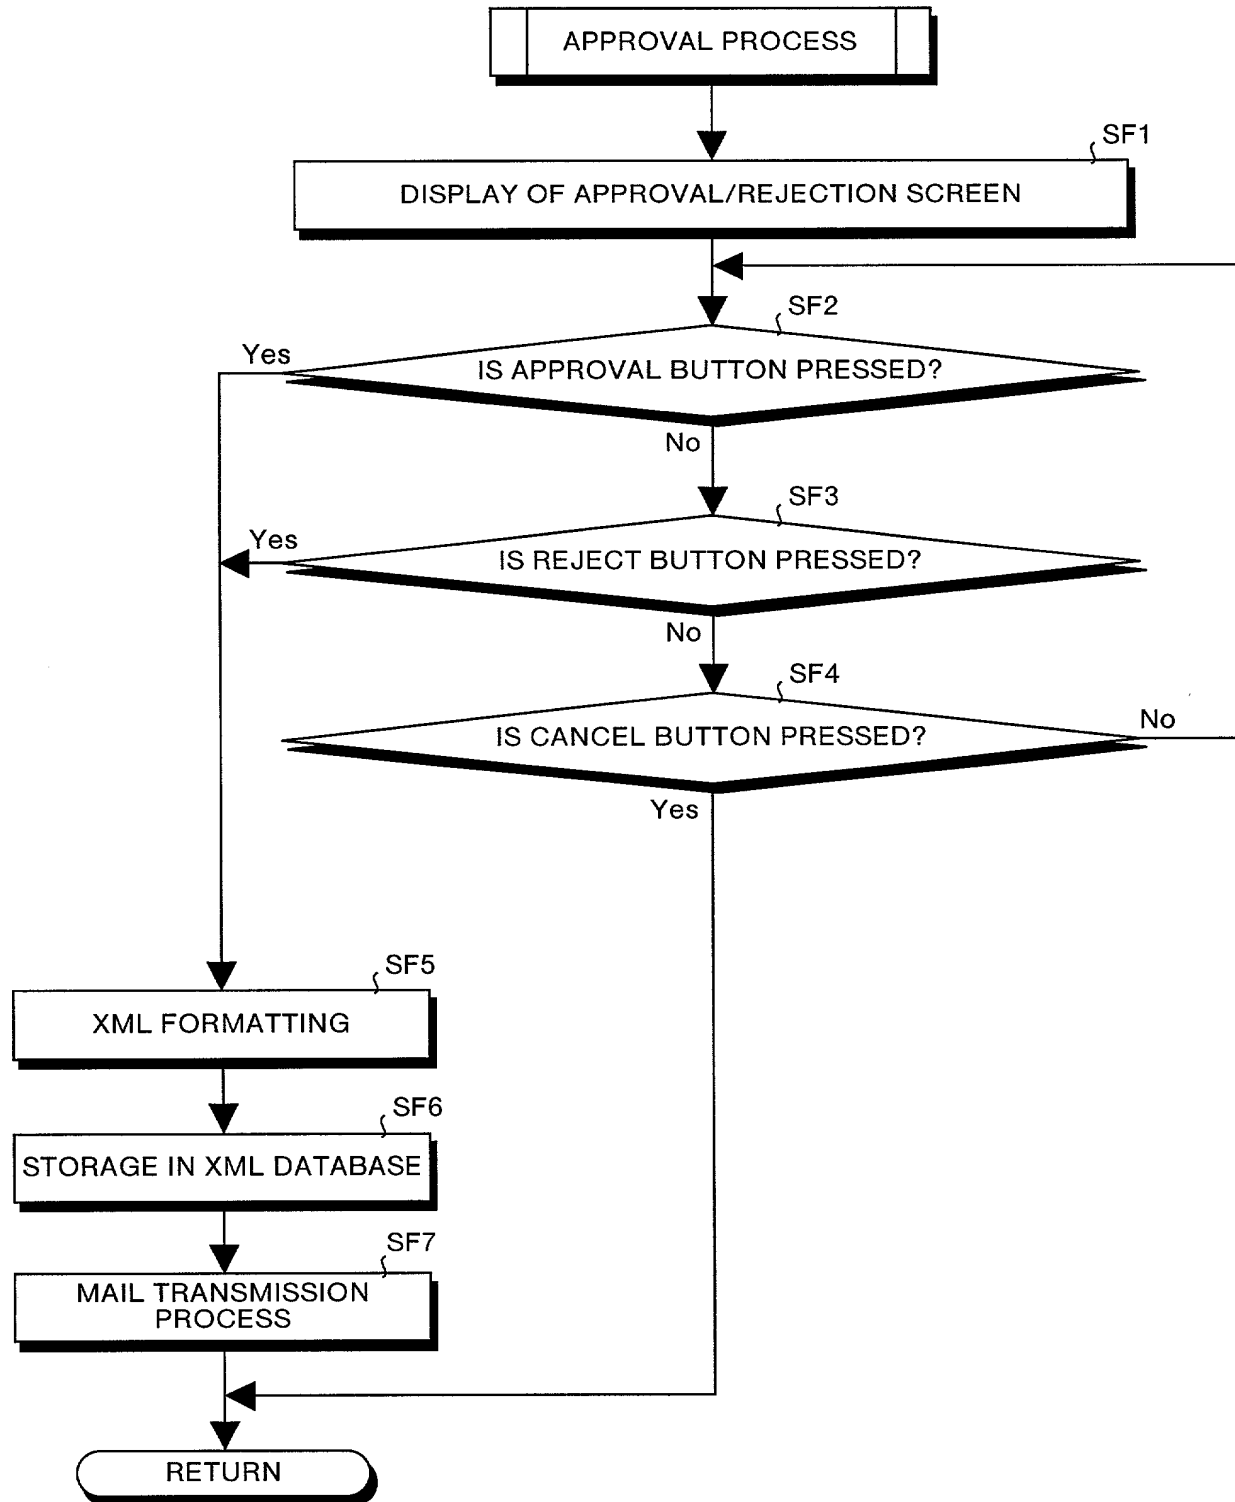 APPROVAL PROCESS
SF1
DISPLAY OF APPROVAL/REJECTION SCREEN
SF2
Yes
IS APPROVAL BUTTON PRESSED?
No
SF3
Yes
IS REJECT BUTTON PRESSED?
No
SF4
No
IS CANCEL BUTTON PRESSED?
Yes
SF5
XML FORMATTING
SF6
STORAGE IN XML DATABASE
SF7
MAIL TRANSMISSION
PROCESS
RETURN